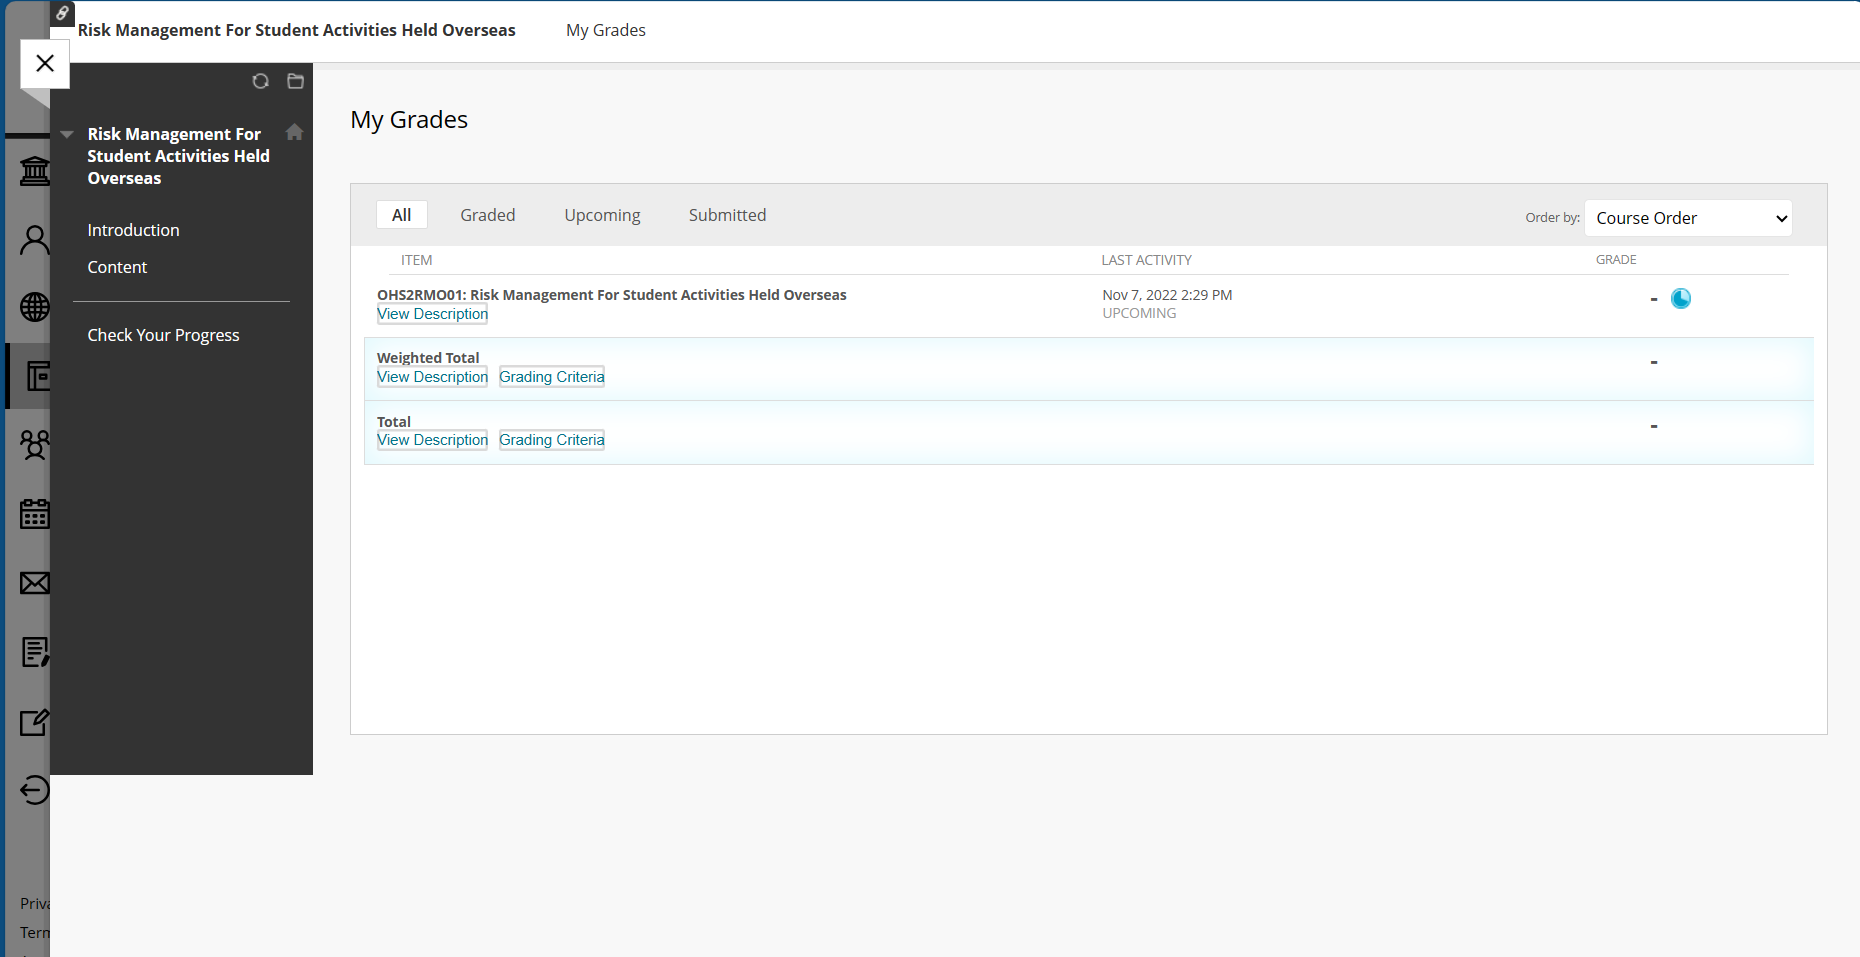 Risk Management For Student Activities Held Overseas My Grades
Risk Management For
Student Activities Held
Overseas
Introduction
Content
Check Your Progress
My Grades
All Graded Upcoming Submitted Order by: Course Order
ITEM LAST ACTIVITY GRADE
OHS2RMO01: Risk Management For Student Activities Held Overseas Nov 7, 2022 2:29 PM -
View Description UPCOMING
Weighted Total -
View Description Grading Criteria
Total -
View Description Grading Criteria